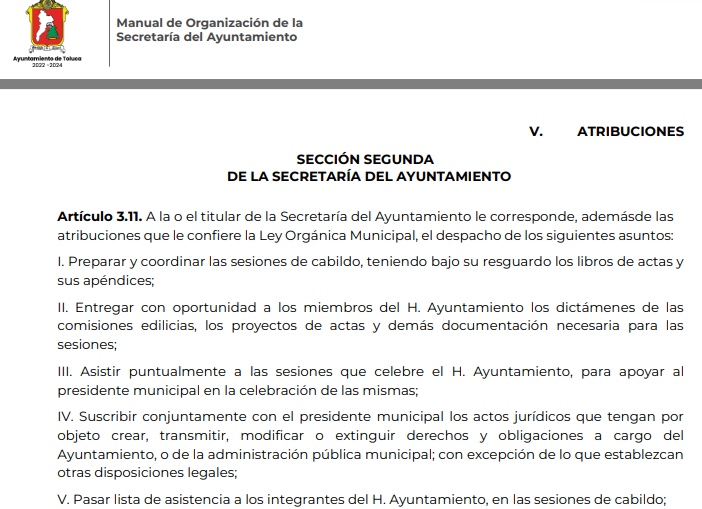 Manual de Organización de la
Secretaría del Ayuntamiento
Ayuntamiento de Toluca
2022 -2024
V. ATRIBUCIONES
SECCIÓN SEGUNDA
DE LA SECRETARÍA DEL AYUNTAMIENTO
Artículo 3.11. A la o el titular de la Secretaría del Ayuntamiento le corresponde, ademásde las
atribuciones que le confiere la Ley Orgánica Municipal, el despacho de los siguientes asuntos:
I. Preparar y coordinar las sesiones de cabildo, teniendo bajo su resguardo los libros de actas y
sus apéndices;
II. Entregar con oportunidad a los miembros del H. Ayuntamiento los dictámenes de las
comisiones edilicias, los proyectos de actas y demás documentación necesaria para las
sesiones;
III. Asistir puntualmente a las sesiones que celebre el H. Ayuntamiento, para apoyar al
presidente municipal en la celebración de las mismas;
IV. Suscribir conjuntamente con el presidente municipal los actos jurídicos que tengan por
objeto crear, transmitir, modificar o extinguir derechos y obligaciones a cargo del
Ayuntamiento, o de la administración pública municipal; con excepción de lo que establezcan
otras disposiciones legales;
V. Pasar lista de asistencia a los integrantes del H. Ayuntamiento, en las sesiones de cabildo;